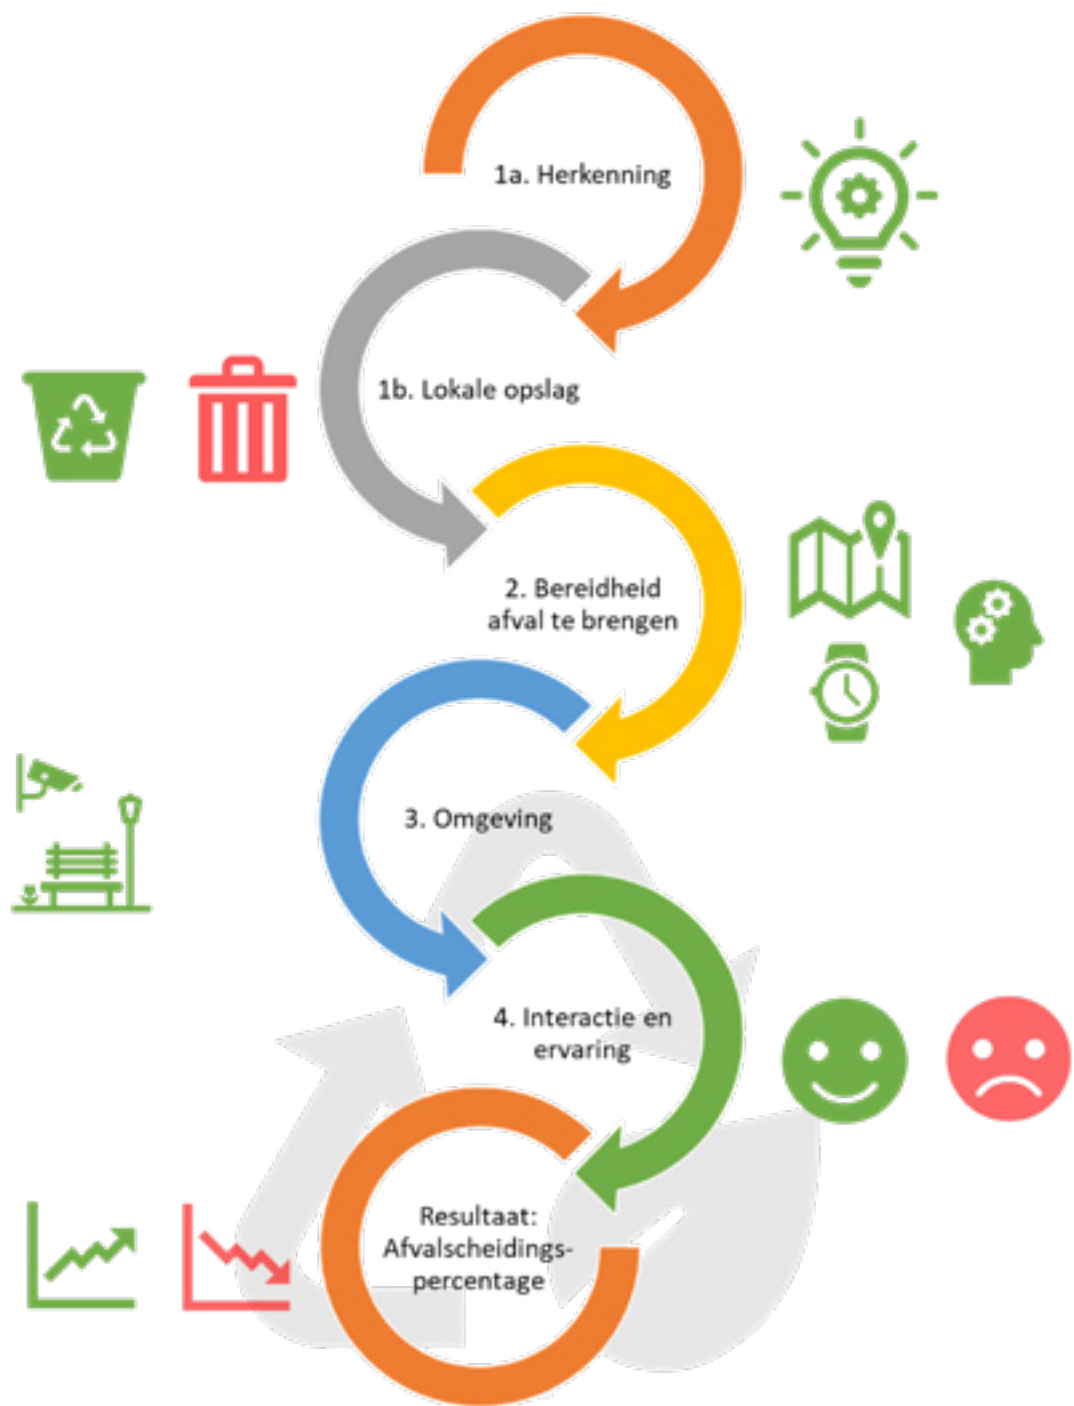 1a. Herkenning
1b. Lokale opslag
2. Bereidheid
afval te brengen
3. Omgeving
4. Interactie en
ervaring
Resultaat:
Afvalscheidings-
percentage